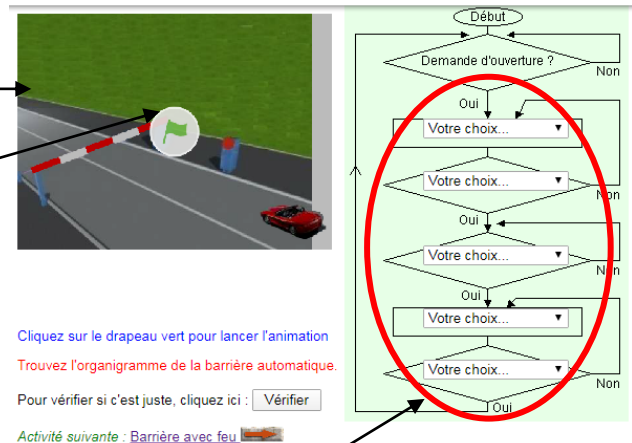 Début
Demande d'ouverture ?
Non
Oui
Votre choix...
Votre choix...
Non
Oui
Votre choix...
Non
Oui
Votre choix...
Votre choix...
Non
Oui
Cliquez sur le drapeau vert pour lancer l'animation
Trouvez l'organigramme de la barrière automatique.
Pour vérifier si c'est juste, cliquez ici : Vérifier
Activité suivante : Barrière avec feu